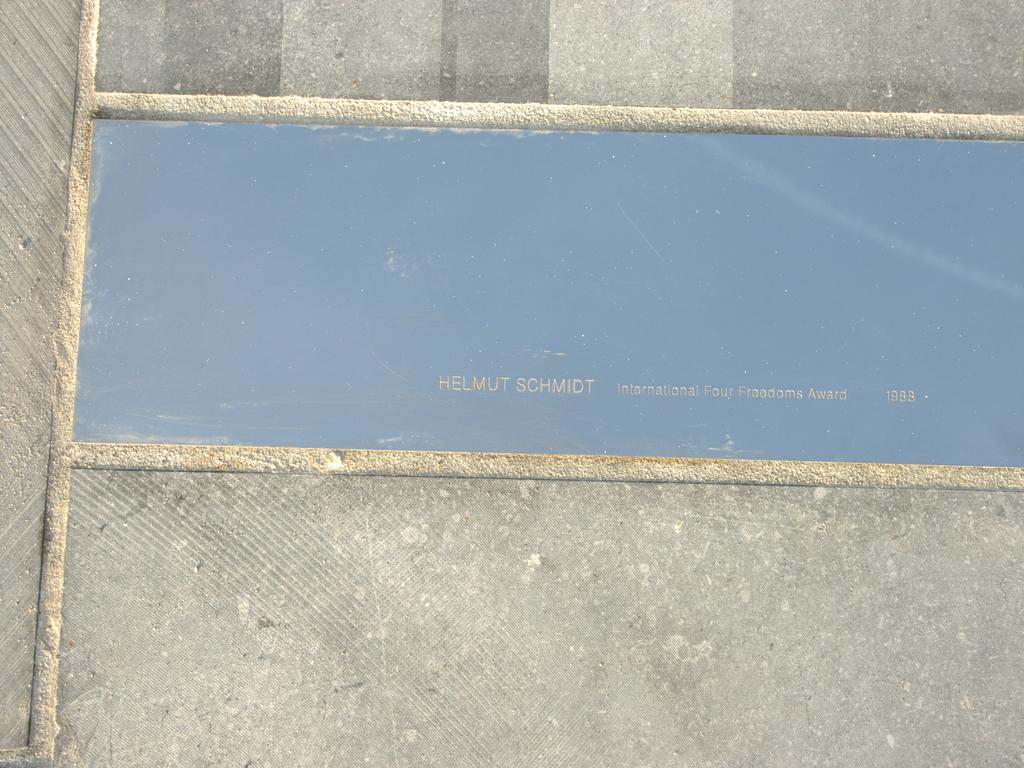 HELMUT SCHMIDT International Four Freedoms Award 1988